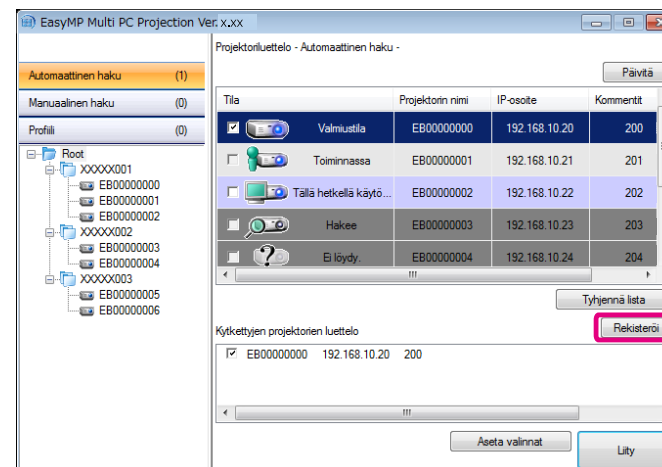 EasyMP Multi PC Projection Ver.x.xx
Projektoriluettelo - Automaattinen haku -
Automaattinen haku (1)
Päivitä
Manuaalinen haku (0)
Tila Projektorin nimi IP-osoite Kommentit
Profiili (0)
Valmiustila EB00000000 192.168.10.20 200
Toiminnassa EB00000001 192.168.10.21 201
Tällä hetkellä käytö... EB00000002 192.168.10.22 202
Hakee EB00000003 192.168.10.23 203
Ei löydy. EB00000004 192.168.10.24 204
Root
XXXXX001
EB00000000
EB00000001
EB00000002
XXXXX002
EB00000003
EB00000004
XXXXX003
EB00000005
EB00000006
Tyhjennä lista
Kytkettyjen projektorien luettelo
Rekisteröi
EB00000000 192.168.10.20 200
Aseta valinnat
Liity